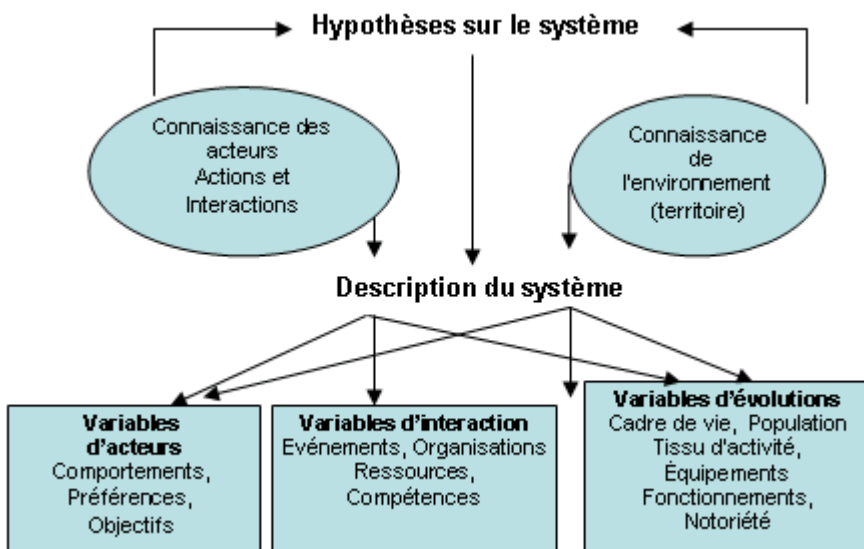 Hypothèses sur le système
Connaissance des
acteurs
Actions et
Interactions
Connaissance
de
l'environnement
(territoire)
Description du système
Variables
d'acteurs
Comportements,
Préférences,
Objectifs
Variables d'interaction
Evénements, Organisations
Ressources,
Compétences
Variables d'évolutions
Cadre de vie, Population
Tissu d'activité,
Équipements
Fonctionnements,
Notoriété